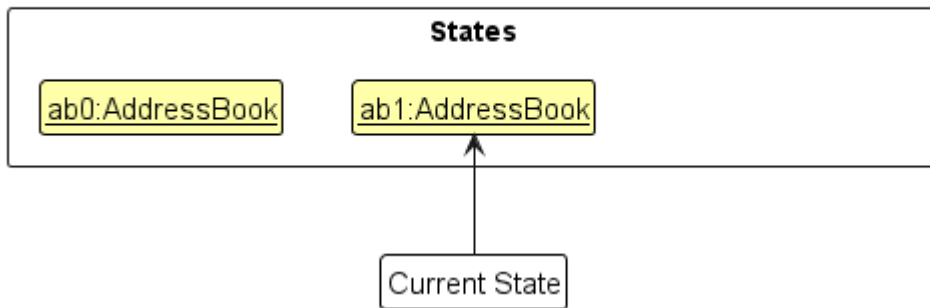 States
ab0:AddressBook
ab1:AddressBook
Current State